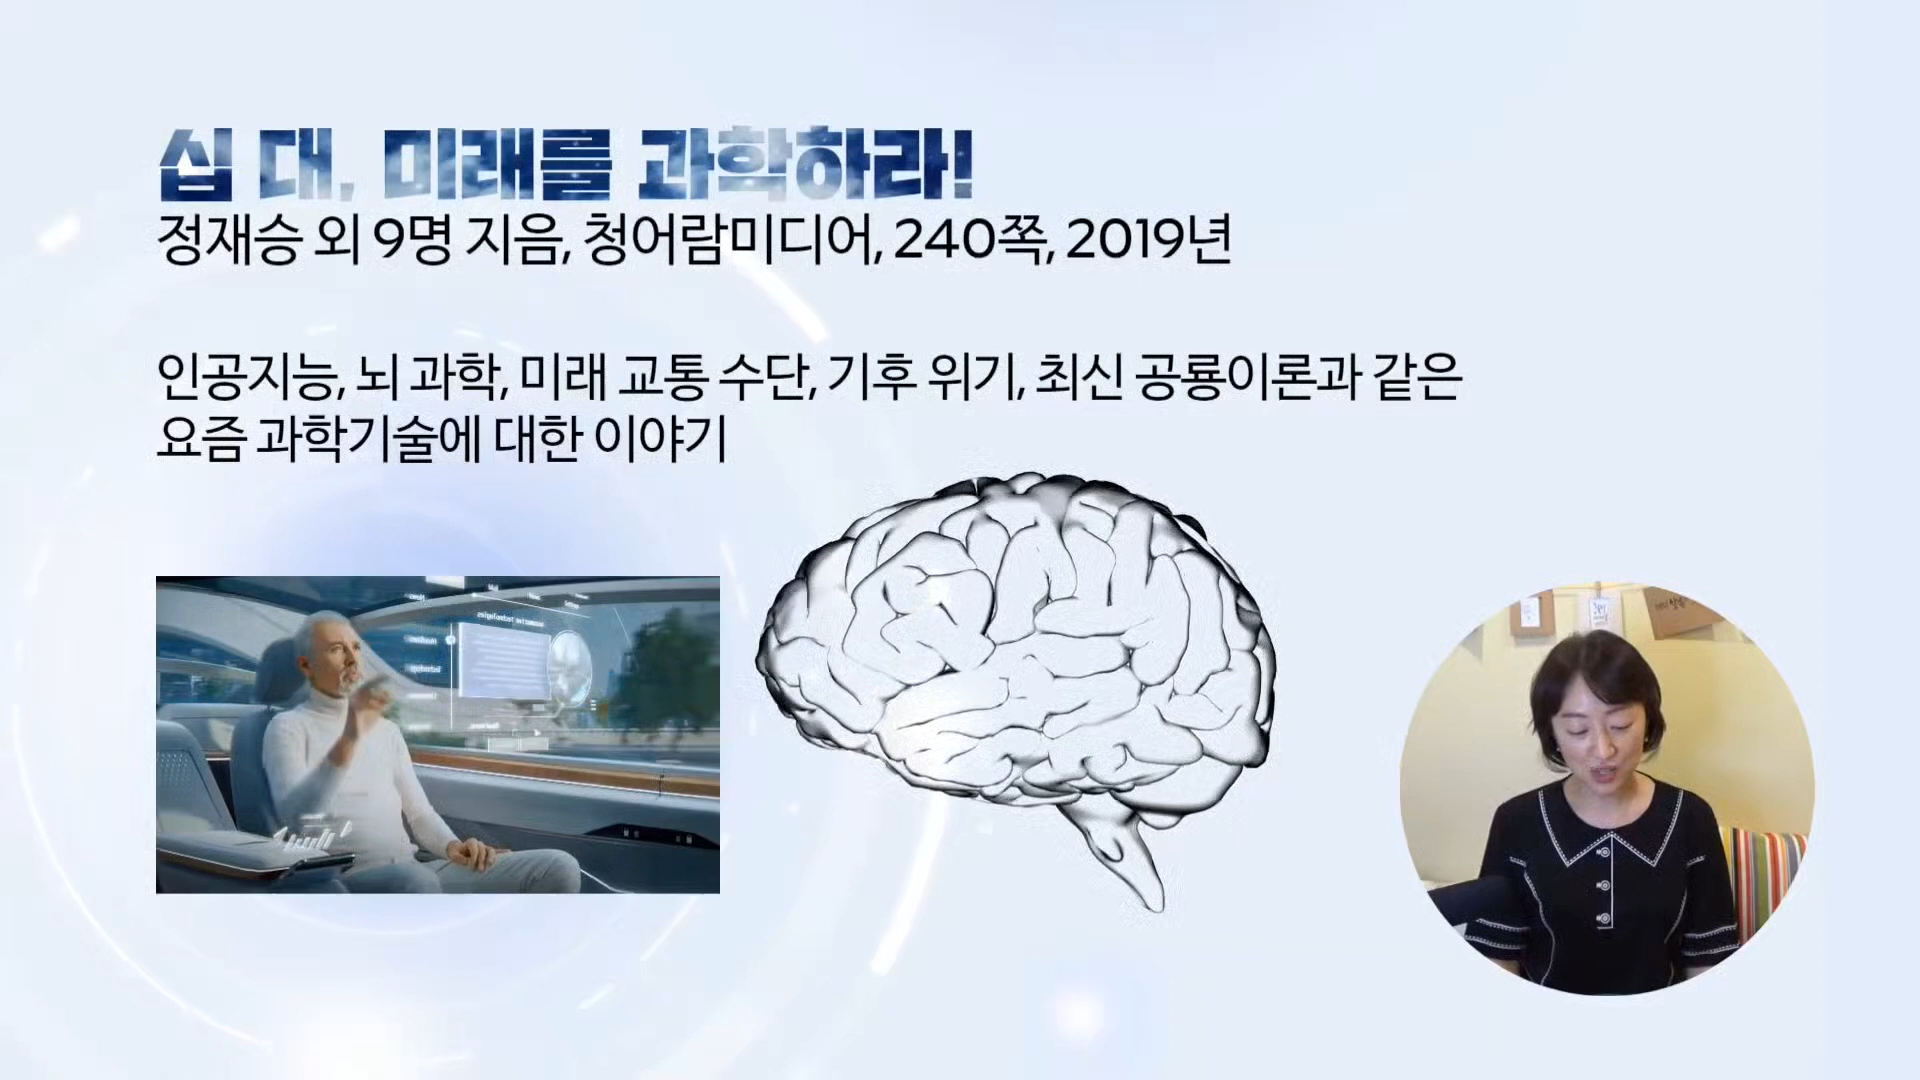 십 대, 미래를 과학하라!
정재승 외 9명 지음, 청어람미디어, 240쪽, 2019년
인공지능, 뇌 과학, 미래 교통 수단, 기후 위기, 최신 공룡이론과 같은
요즘 과학기술에 대한 이야기
automotive technologies